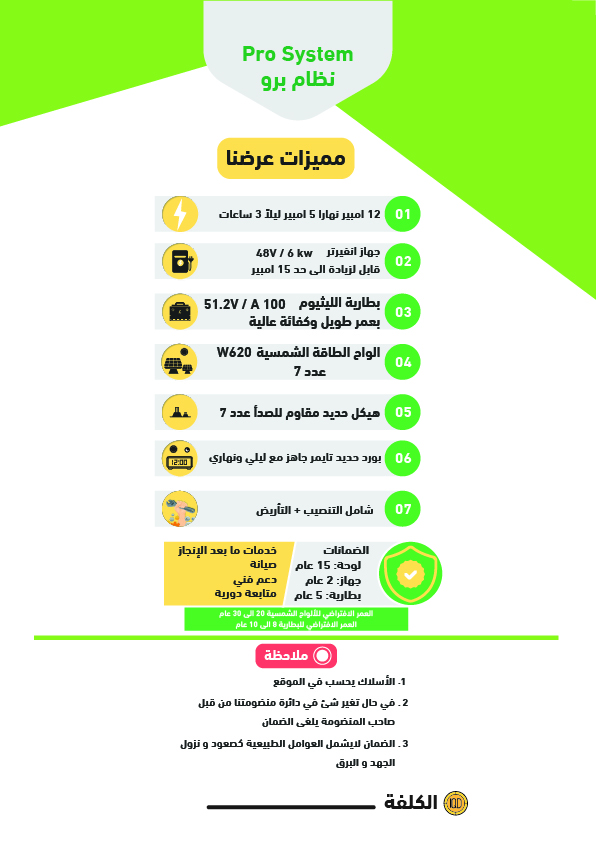 Pro System
نظام برو
مميزات عرضنا
01
12 امبير نهارا 5 امبير ليلاً 3 ساعات
02
جهاز انفيرتر 48V / 6 kw
قابل لزيادة الى حد 15 امبير
03
بطارية الليثيوم 51.2V / A 100
بعمر طويل وكفائة عالية
04
الواح الطاقة الشمسية W620
عدد 7
05
هيكل حديد مقاوم للصدأ عدد 7
06
بورد حديد تايمر جاهز مع ليلي ونهاري
12:00
07
شامل التنصيب + التأريض
الضمانات
لوحة: 15 عام
جهاز: 2 عام
بطارية: 5 عام
خدمات ما بعد الإنجاز
صيانة
دعم فني
متابعة دورية
العمر الافتراضي للألواح الشمسية 20 الى 30 عام
العمر الافتراضي للبطارية 9 الى 10 عام
ملاحظة
1- الأسلاك يحسب في الموقع
2. في حال تغير شئ في دائرة منضومتنا من قبل
صاحب المنضومة يلغى الضمان
3. الضمان لايشمل العوامل الطبيعية كصعود و نزول
الجهد و البرق
IQD
الكلفة